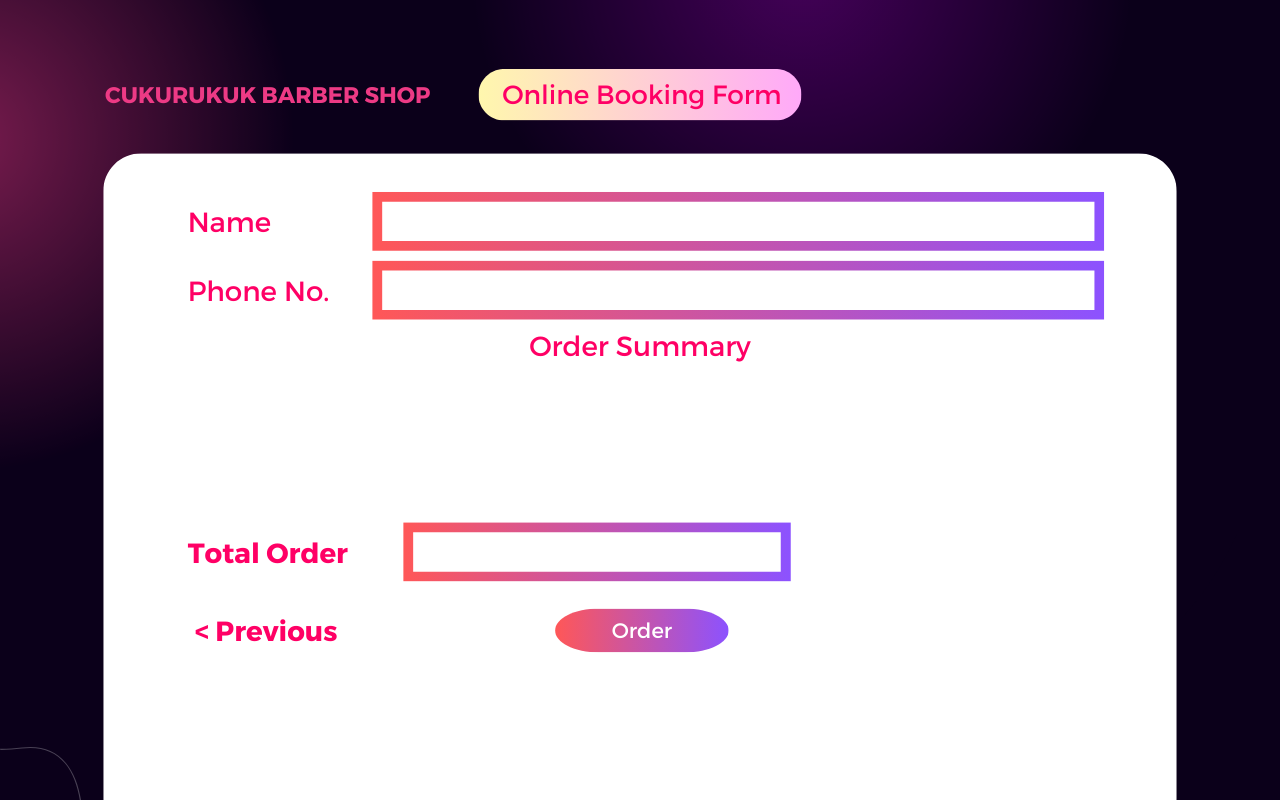 CUKURUKUK BARBER SHOP
Online Booking Form
Name
Phone No.
Order Summary
Total Order
< Previous
Order